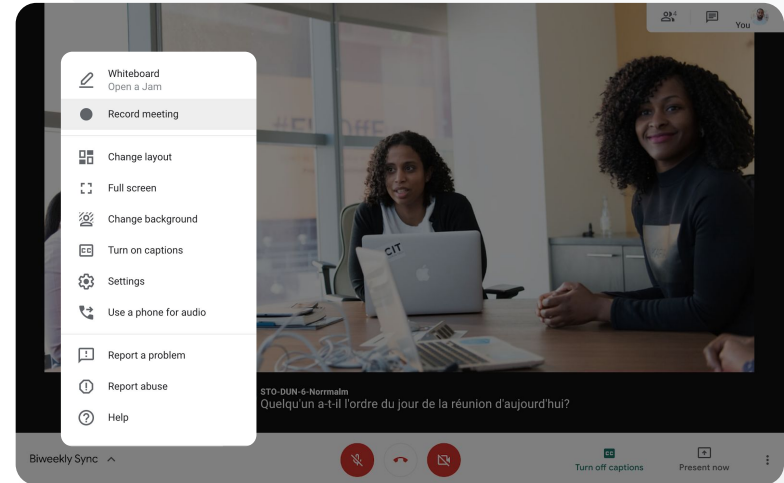 4
You
Whiteboard
Open a Jam
Record meeting
Change layout
Full screen
Change background
CC Turn on captions
Settings
Use a phone for audio
Report a problem
Report abuse
Help
CIT
STO-DUN-6-Norrmalm
Quelqu'un a-t-il l'ordre du jour de la réunion d'aujourd'hui?
Biweekly Sync
CC
Turn off captions
Present now